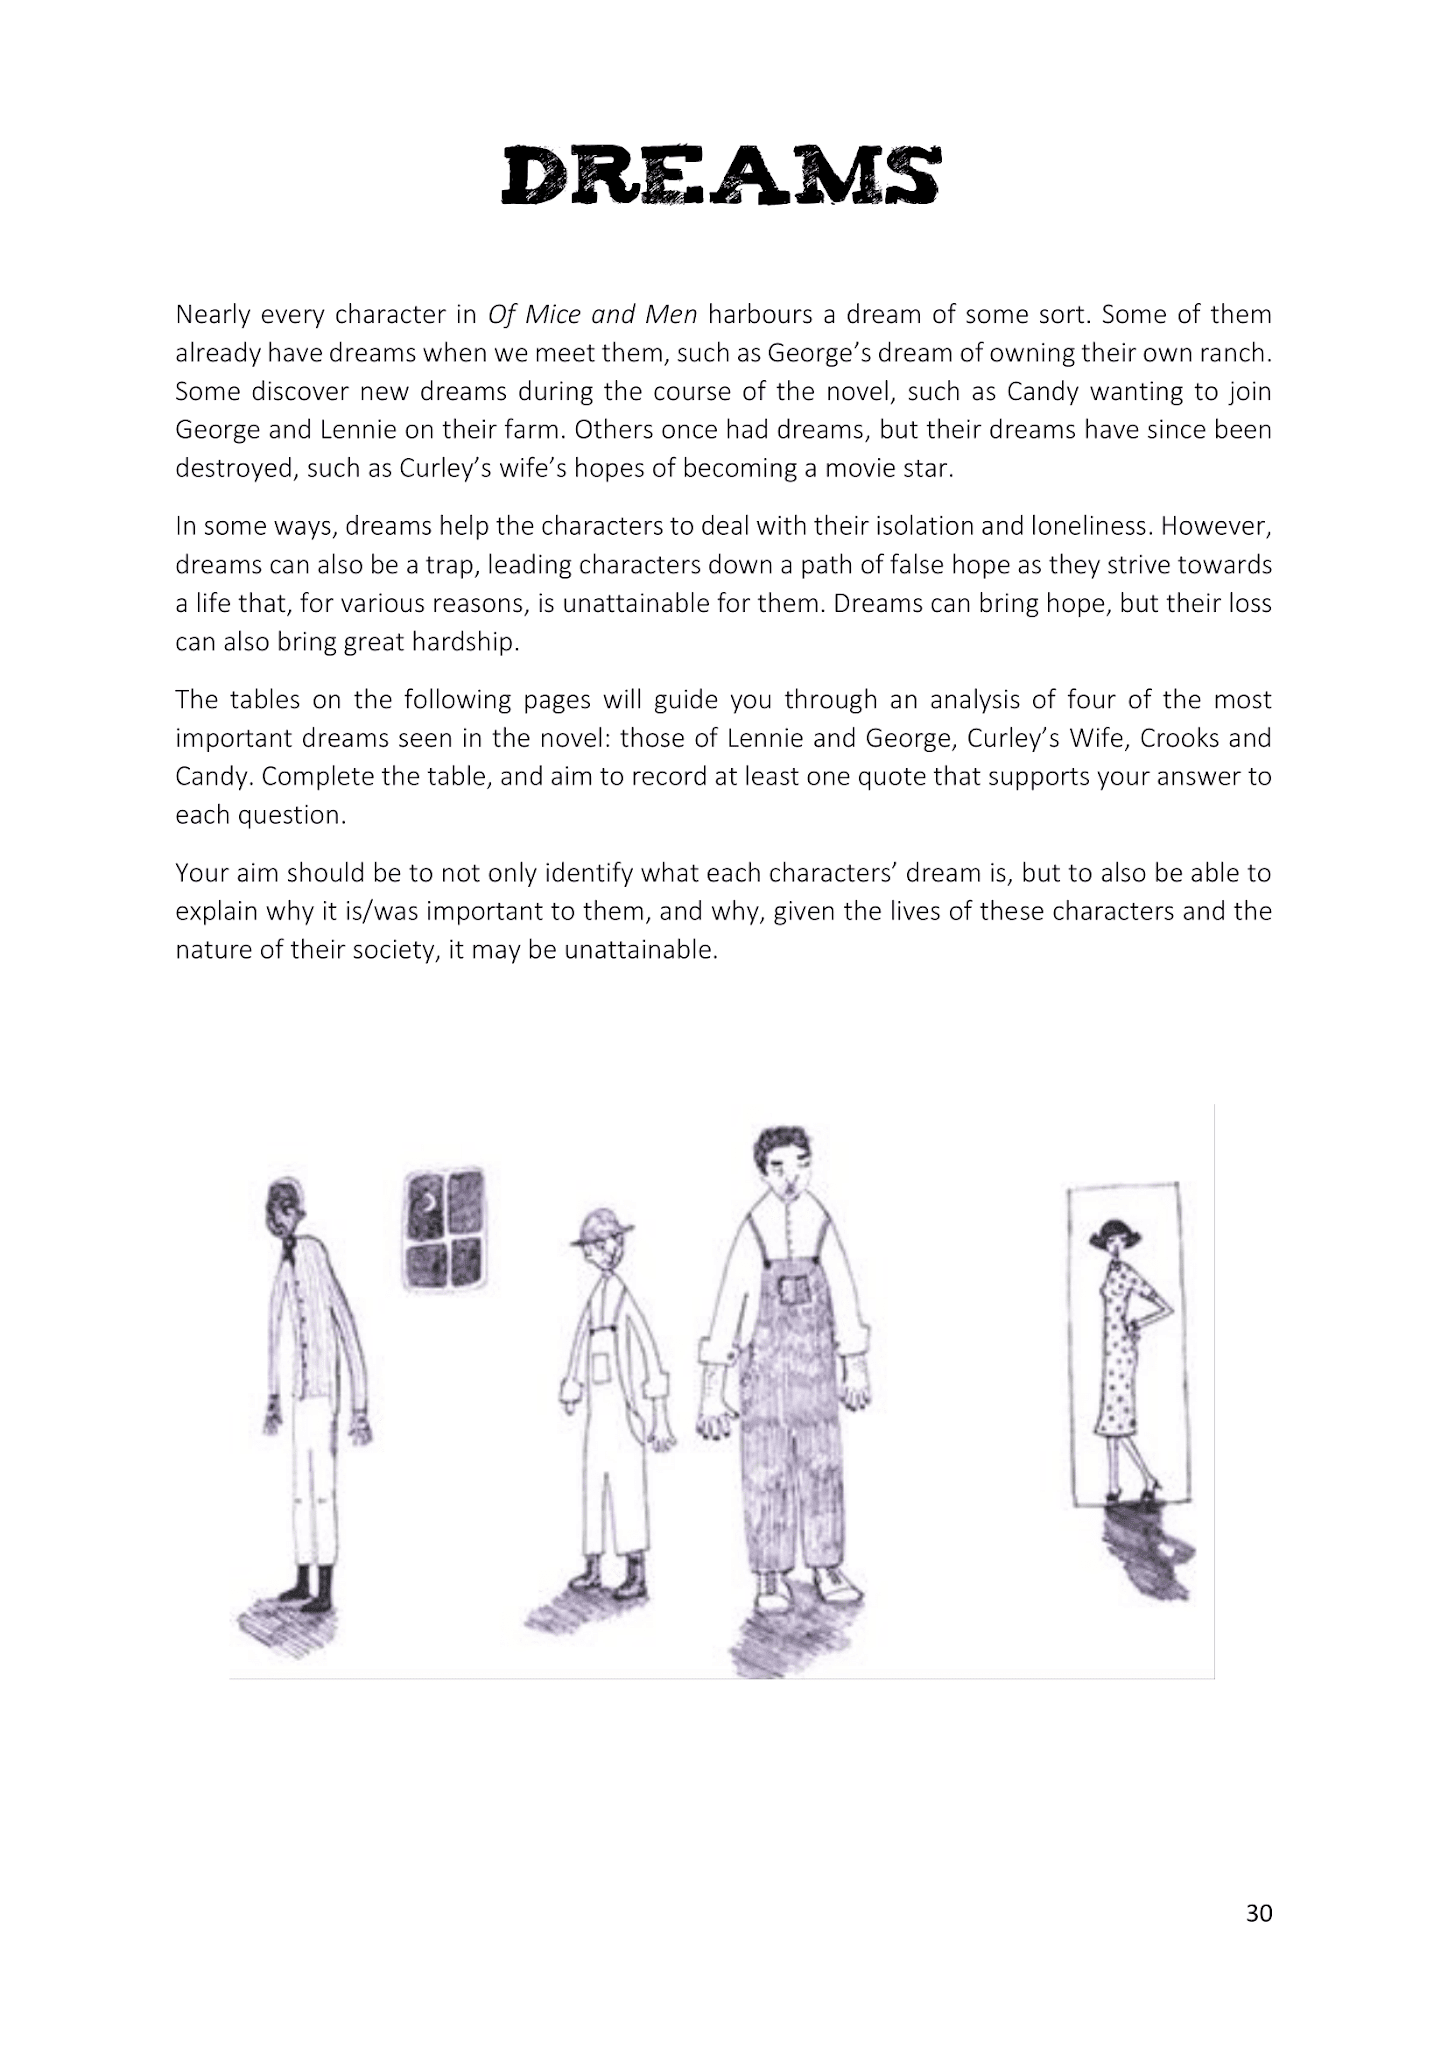 DREAMS
Nearly every character in Of Mice and Men harbours a dream of some sort. Some of them
already have dreams when we meet them, such as George’s dream of owning their own ranch.
Some discover new dreams during the course of the novel, such as Candy wanting to join
George and Lennie on their farm. Others once had dreams, but their dreams have since been
destroyed, such as Curley’s wife’s hopes of becoming a movie star.
In some ways, dreams help the characters to deal with their isolation and loneliness. However,
dreams can also be a trap, leading characters down a path of false hope as they strive towards
a life that, for various reasons, is unattainable for them. Dreams can bring hope, but their loss
can also bring great hardship.
The tables on the following pages will guide you through an analysis of four of the most
important dreams seen in the novel: those of Lennie and George, Curley’s Wife, Crooks and
Candy. Complete the table, and aim to record at least one quote that supports your answer to
each question.
Your aim should be to not only identify what each characters’ dream is, but to also be able to
explain why it is/was important to them, and why, given the lives of these characters and the
nature of their society, it may be unattainable.
30